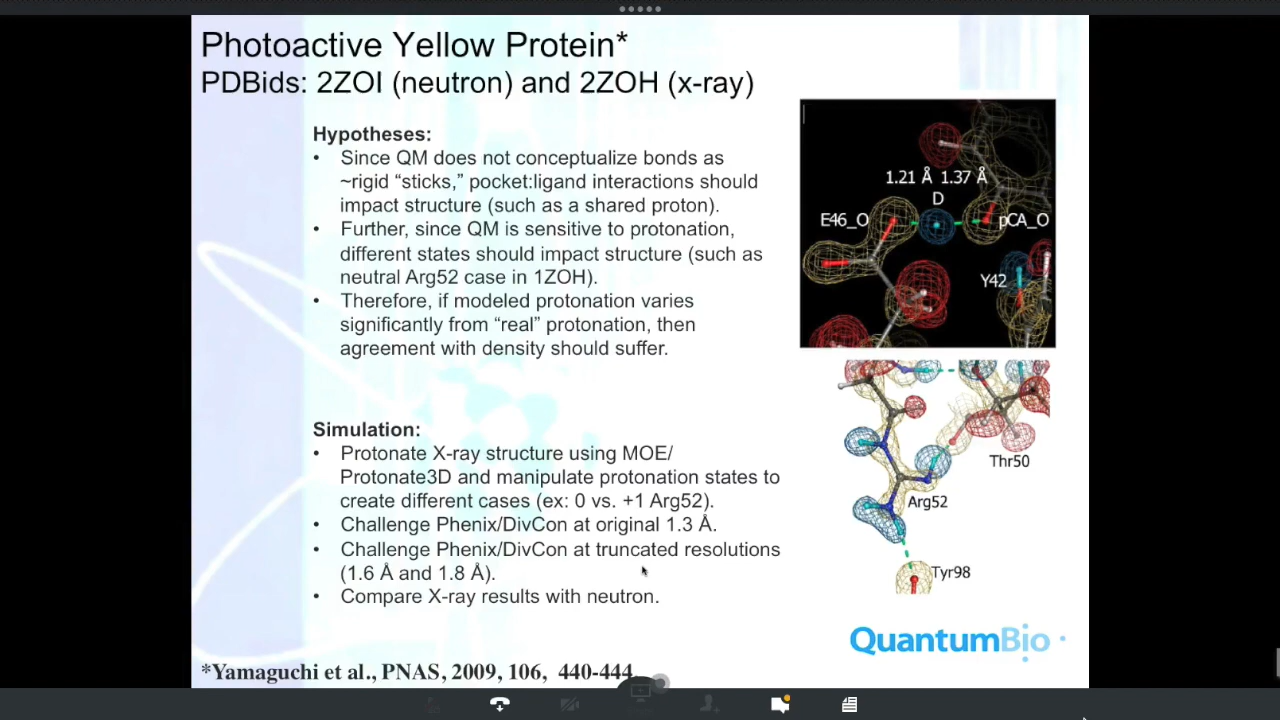 Photoactive Yellow Protein*
PDBids: 2ZOI (neutron) and 2ZOH (x-ray)
Hypotheses:
• Since QM does not conceptualize bonds as
~rigid “sticks,” pocket:ligand interactions should
impact structure (such as a shared proton).
• Further, since QM is sensitive to protonation,
different states should impact structure (such as
neutral Arg52 case in 1ZOH).
• Therefore, if modeled protonation varies
significantly from “real” protonation, then
agreement with density should suffer.
Simulation:
• Protonate X-ray structure using MOE/
Protonate3D and manipulate protonation states to
create different cases (ex: 0 vs. +1 Arg52).
• Challenge Phenix/DivCon at original 1.3 Å.
• Challenge Phenix/DivCon at truncated resolutions
(1.6 Å and 1.8 Å).
• Compare X-ray results with neutron.
1.21 Å 1.37 Å
D
E46_O
pCA_O
Y42
Thr50
Arg52
Tyr98
QuantumBio
*Yamaguchi et al., PNAS, 2009, 106, 440-444.